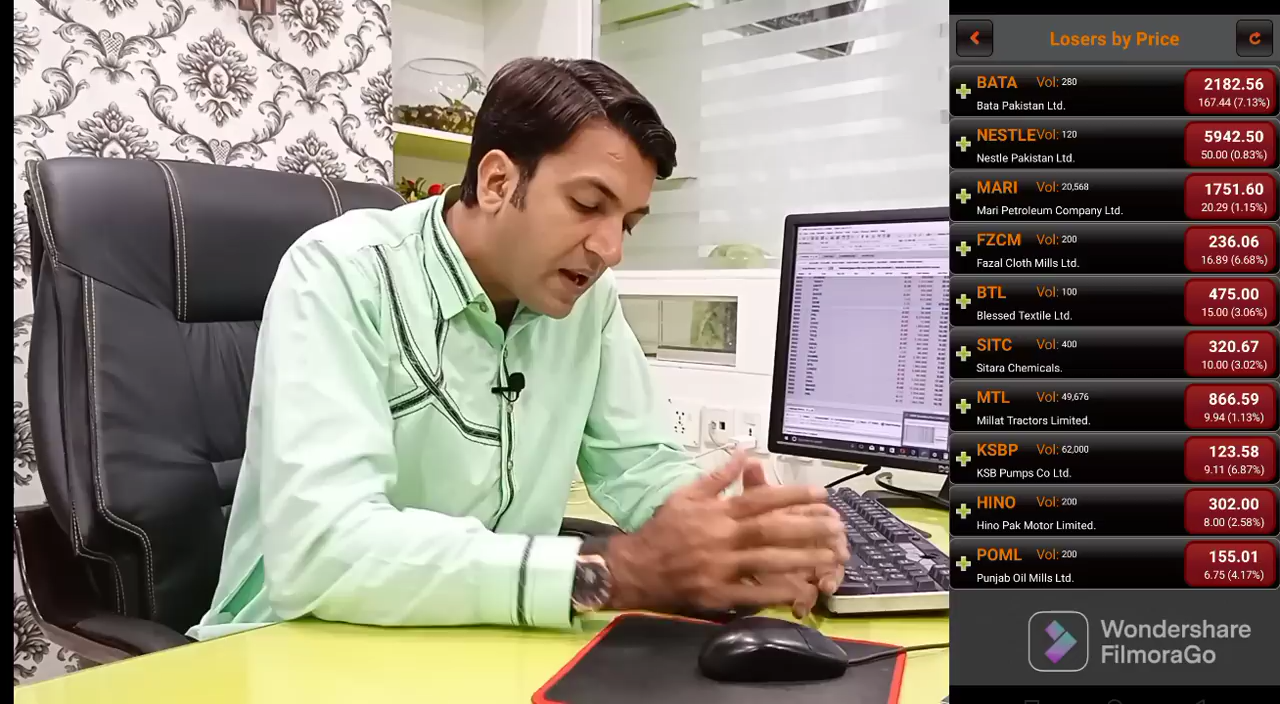 Losers by Price
BATA Vol: 280
2182.56
Bata Pakistan Ltd.
167.44 (7.13%)
NESTLE Vol: 120
5942.50
Nestle Pakistan Ltd.
50.00 (0.83%)
MARI Vol: 20,568
1751.60
Mari Petroleum Company Ltd.
20.29 (1.15%)
FZCM Vol: 200
236.06
Fazal Cloth Mills Ltd.
16.89 (6.68%)
BTL Vol: 100
475.00
Blessed Textile Ltd.
15.00 (3.06%)
SITC Vol: 400
320.67
Sitara Chemicals.
10.00 (3.02%)
MTL Vol: 49,676
866.59
Millat Tractors Limited.
9.94 (1.13%)
KSBP Vol: 62,000
123.58
KSB Pumps Co Ltd.
9.11 (6.87%)
HINO Vol: 200
302.00
Hino Pak Motor Limited.
8.00 (2.58%)
POML Vol: 200
155.01
Punjab Oil Mills Ltd.
6.75 (4.17%)
Wondershare
FilmoraGo